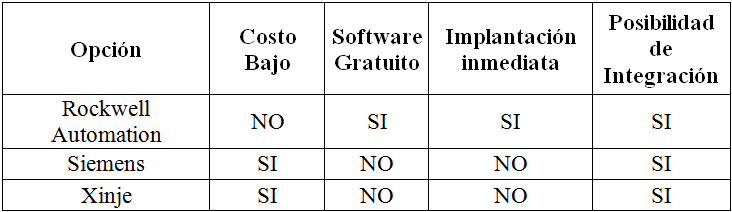 Opción Costo Bajo Software Gratuito Implantación inmediata Posibilidad de Integración
Rockwell Automation NO SI SI SI
Siemens SI NO NO SI
Xinje SI NO NO SI